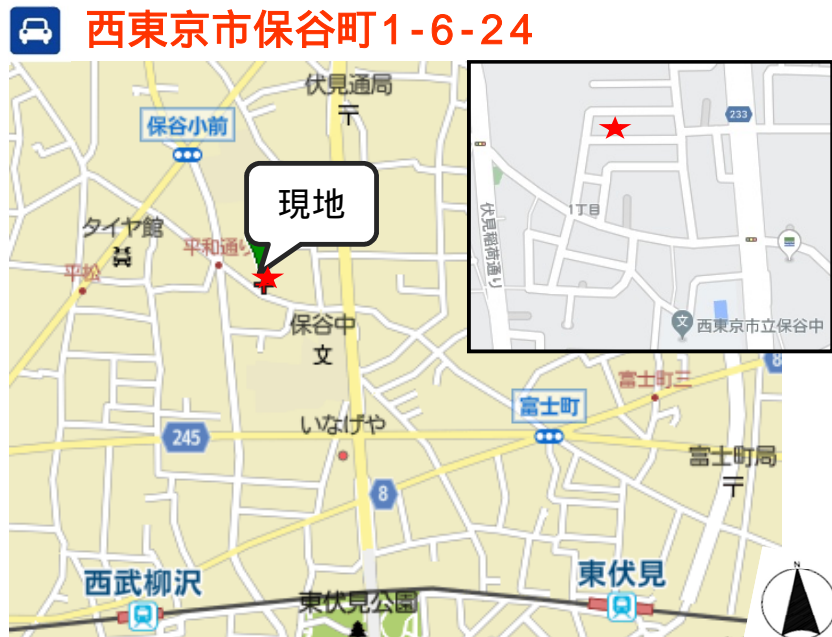 西東京市保谷町1-6-24
伏見通局
保谷小前
現地
タイヤ館
平和通り
平松
保谷中
文
いなげや
245
8
富士町
富士町三
8
富士町局
西武柳沢
東伏見公園
東伏見
N
233
1丁目
伏見稲荷通り
文
西東京市立保谷中